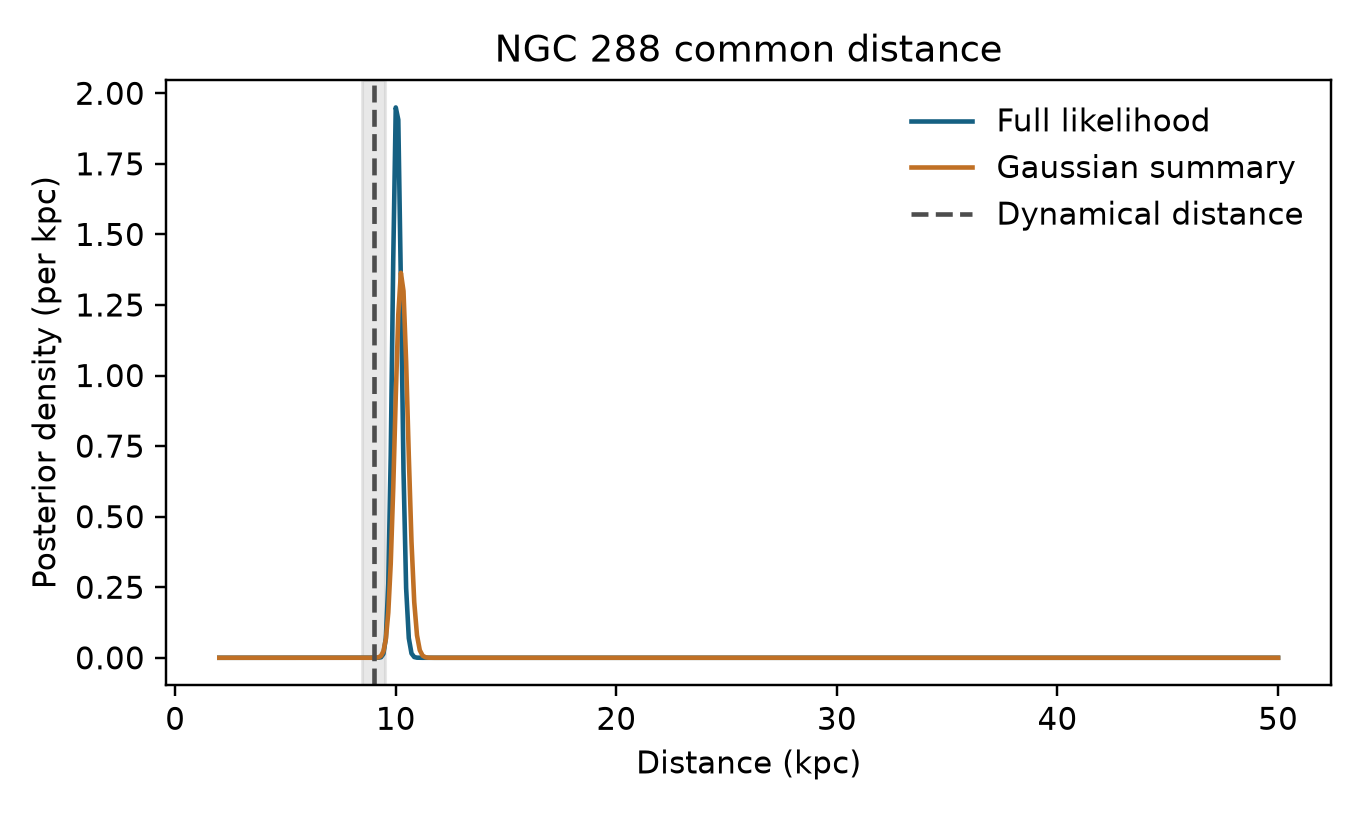 NGC 288 common distance
2.00
1.75
1.50
1.25
1.00
0.75
0.50
0.25
0.00
Posterior density (per kpc)
Full likelihood
Gaussian summary
Dynamical distance
0 10 20 30 40 50
Distance (kpc)